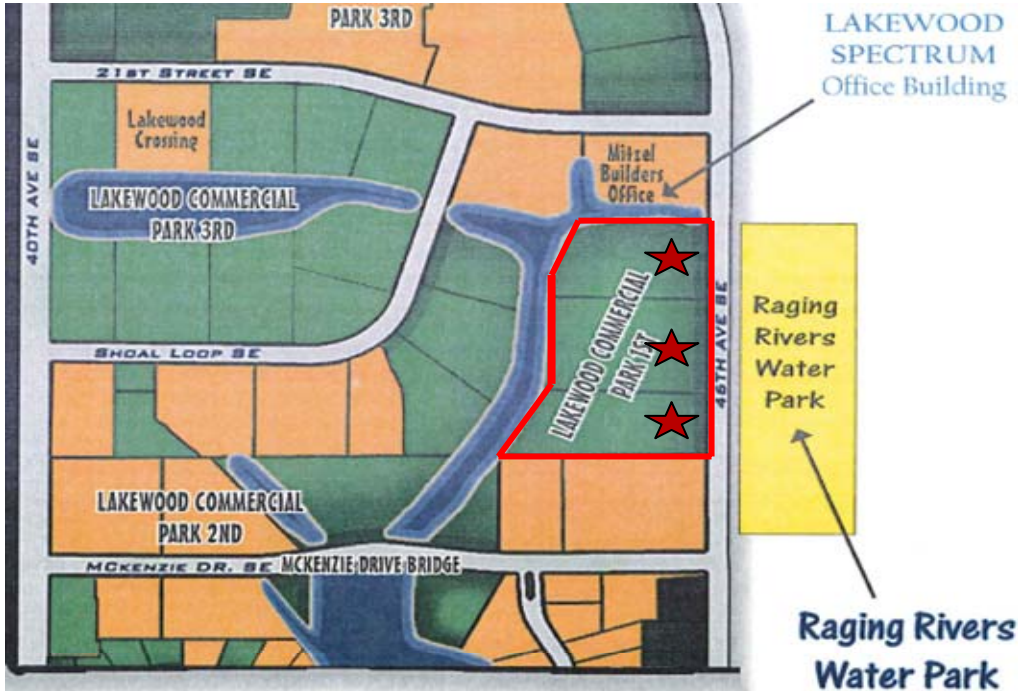 PARK 3RD
LAKEWOOD
SPECTRUM
Office Building
21ST STREET SE
Lakewood
Crossing
Mitzel
Builders
Office
40TH AVE SE
LAKEWOOD COMMERCIAL
PARK 3RD
LAKEWOOD COMMERCIAL
PARK 1ST
46TH AVE SE
Raging
Rivers
Water
Park
SHOAL LOOP SE
LAKEWOOD COMMERCIAL
PARK 2ND
MCKENZIE DR. SE
MCKENZIE DRIVE BRIDGE
Raging Rivers
Water Park